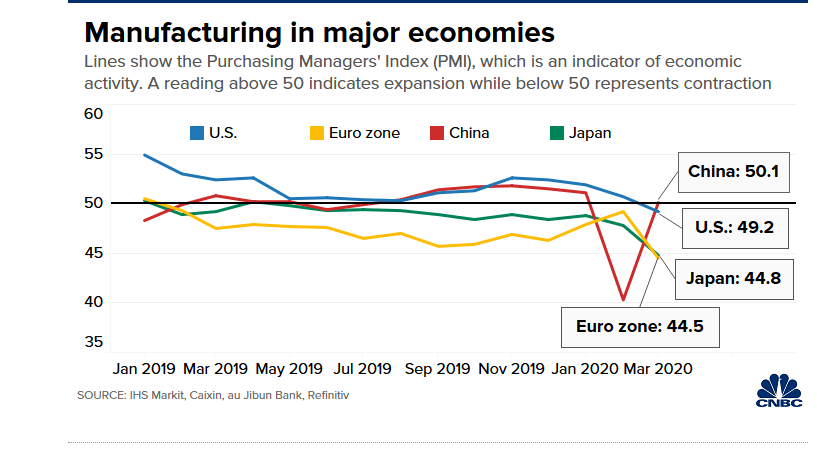 Manufacturing in major economies
Lines show the Purchasing Managers' Index (PMI), which is an indicator of economic
activity. A reading above 50 indicates expansion while below 50 represents contraction
60
U.S.
Euro zone
China
Japan
55
China: 50.1
50
U.S.: 49.2
45
Japan: 44.8
40
Euro zone: 44.5
35
Jan 2019 Mar 2019 May 2019 Jul 2019 Sep 2019 Nov 2019 Jan 2020 Mar 2020
SOURCE: IHS Markit, Caixin, au Jibun Bank, Refinitiv
CNBC